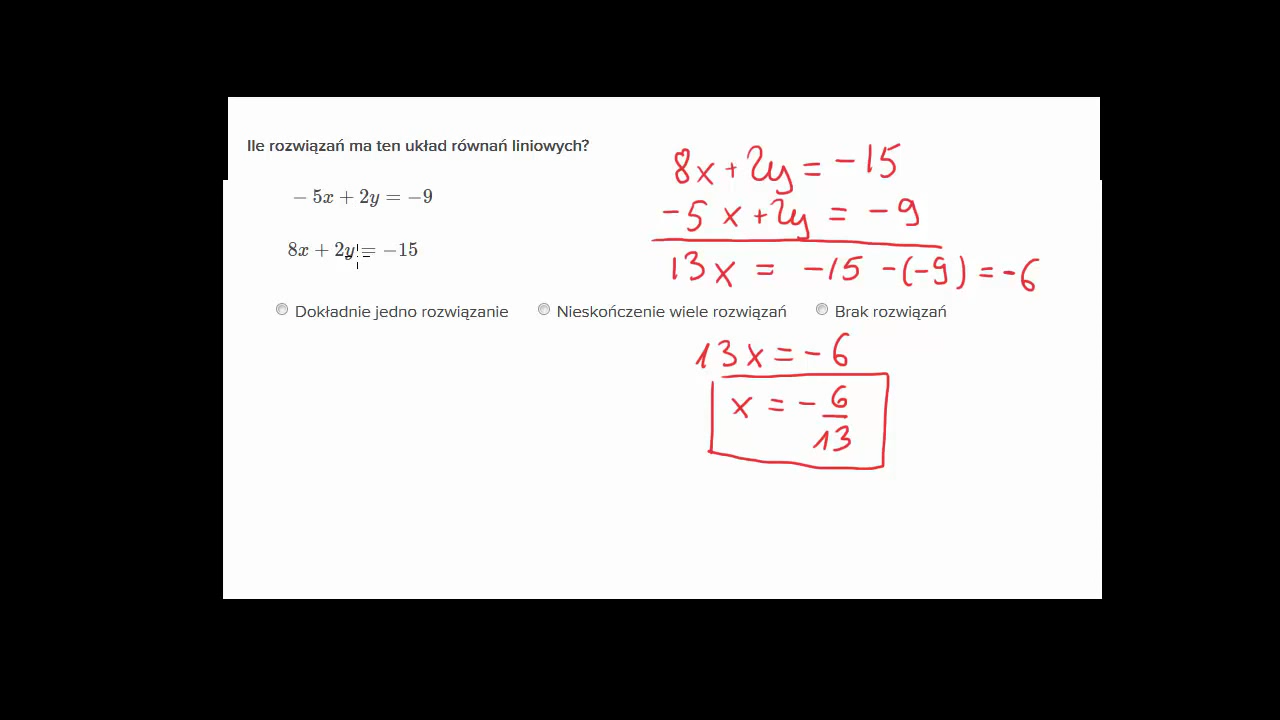 Ile rozwiązań ma ten układ równań liniowych?
− 5x + 2y = −9
8x + 2y = −15
Dokładnie jedno rozwiązanie Nieskończenie wiele rozwiązań Brak rozwiązań
8x + 2y = −15
−5x + 2y = −9
13x = −15 −(−9) = −6
13x = −6
x = − 6
13